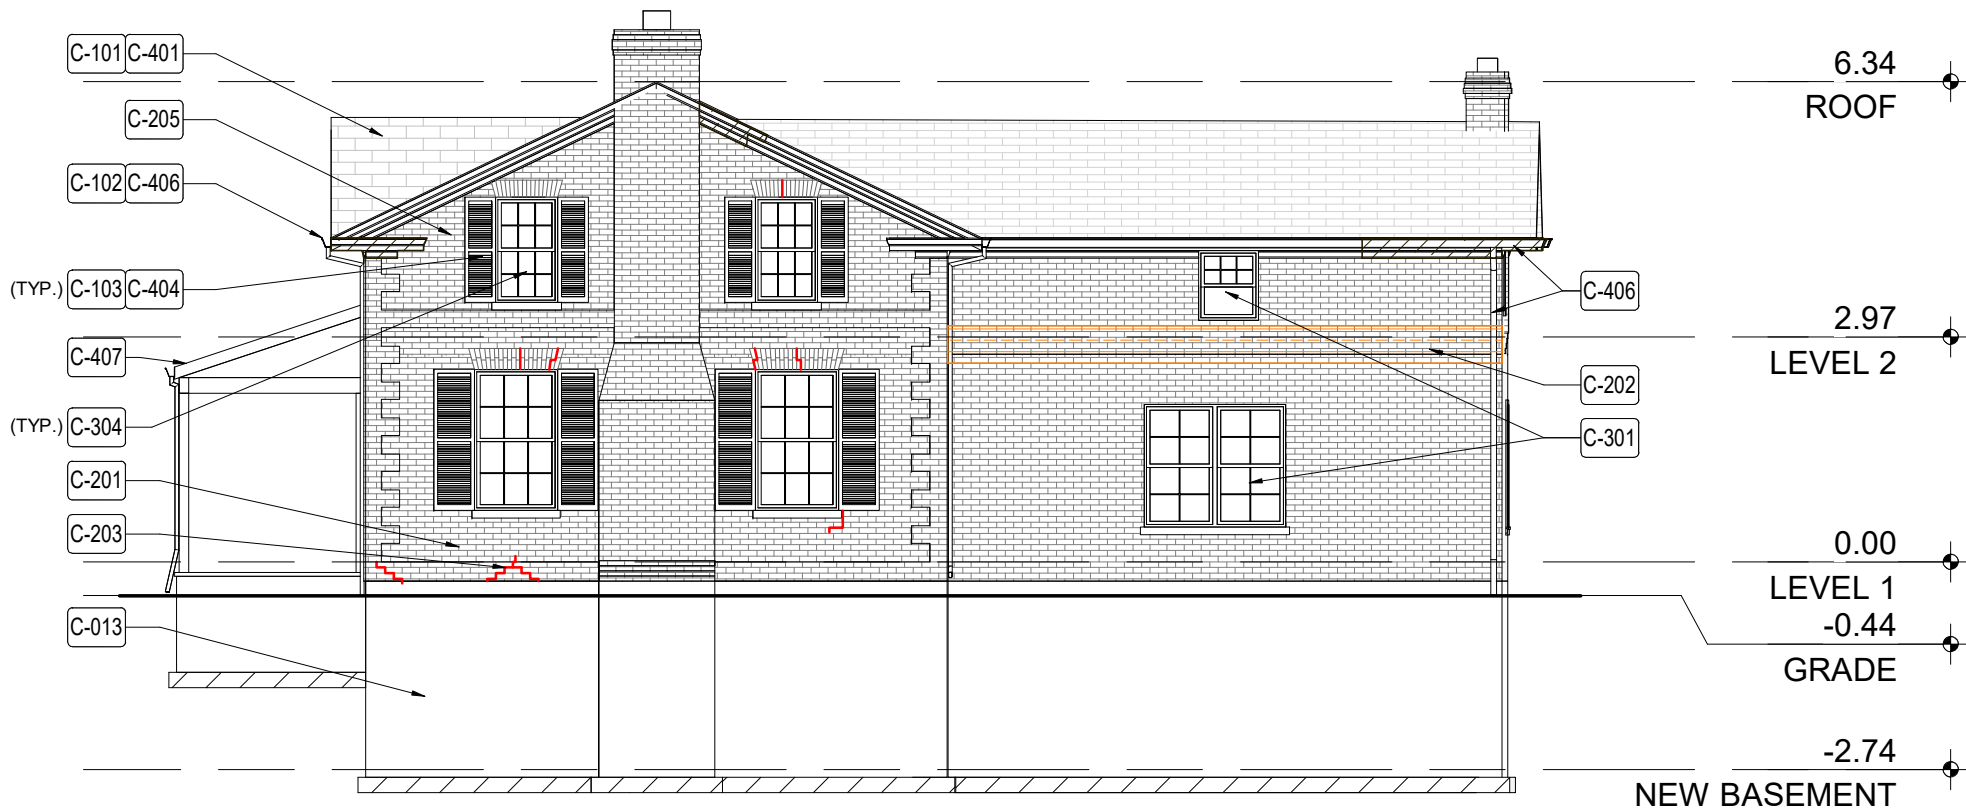 C-101 C-401
C-205
C-102 C-406
(TYP.) C-103 C-404
C-407
(TYP.) C-304
C-201
C-203
C-013
C-406
C-202
C-301
6.34
ROOF
2.97
LEVEL 2
0.00
LEVEL 1
-0.44
GRADE
-2.74
NEW BASEMENT